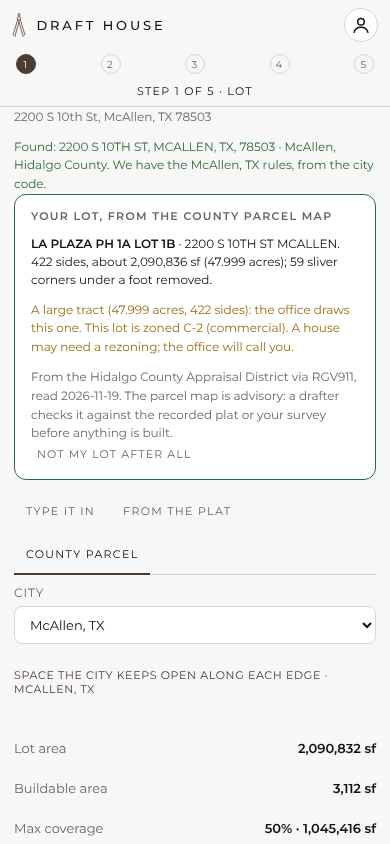 DRAFT HOUSE
1 2 3 4 5
STEP 1 OF 5 · LOT
2200 S 10th St, McAllen, TX 78503
Found: 2200 S 10TH ST, MCALLEN, TX, 78503 · McAllen,
Hidalgo County. We have the McAllen, TX rules, from the city
code.
YOUR LOT, FROM THE COUNTY PARCEL MAP
LA PLAZA PH 1A LOT 1B · 2200 S 10TH ST MCALLEN.
422 sides, about 2,090,836 sf (47.999 acres); 59 sliver
corners under a foot removed.
A large tract (47.999 acres, 422 sides): the office draws
this one. This lot is zoned C-2 (commercial). A house
may need a rezoning; the office will call you.
From the Hidalgo County Appraisal District via RGV911,
read 2026-11-19. The parcel map is advisory: a drafter
checks it against the recorded plat or your survey
before anything is built.
NOT MY LOT AFTER ALL
TYPE IT IN FROM THE PLAT
COUNTY PARCEL
CITY
McAllen, TX
SPACE THE CITY KEEPS OPEN ALONG EACH EDGE ·
MCALLEN, TX
Lot area 2,090,832 sf
Buildable area 3,112 sf
Max coverage 50% · 1,045,416 sf